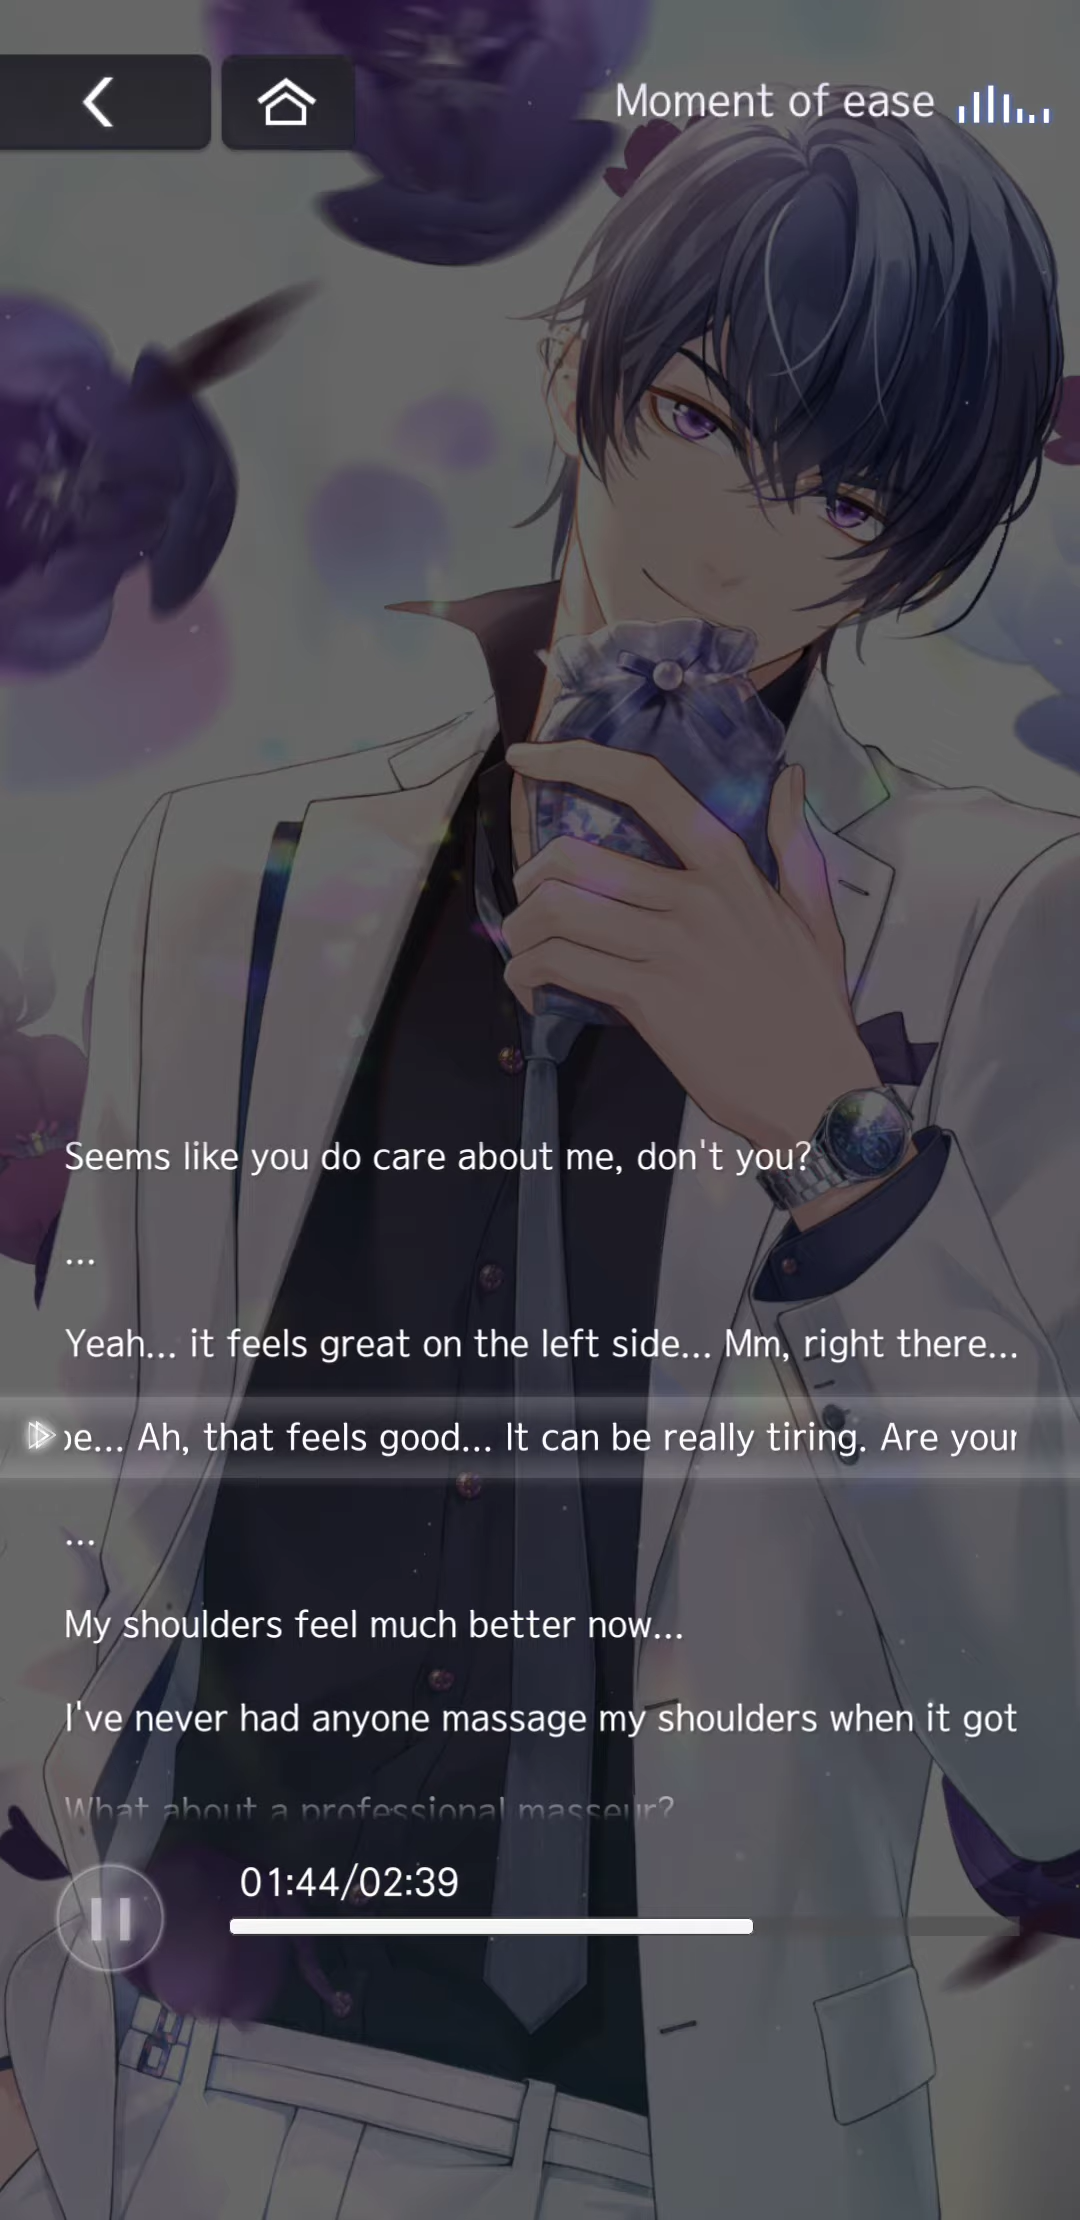 Moment of ease
Seems like you do care about me, don't you?
...
Yeah... it feels great on the left side... Mm, right there...
Ah, that feels good... It can be really tiring. Are your
...
My shoulders feel much better now...
I've never had anyone massage my shoulders when it got
What about a professional masseur?
01:44/02:39